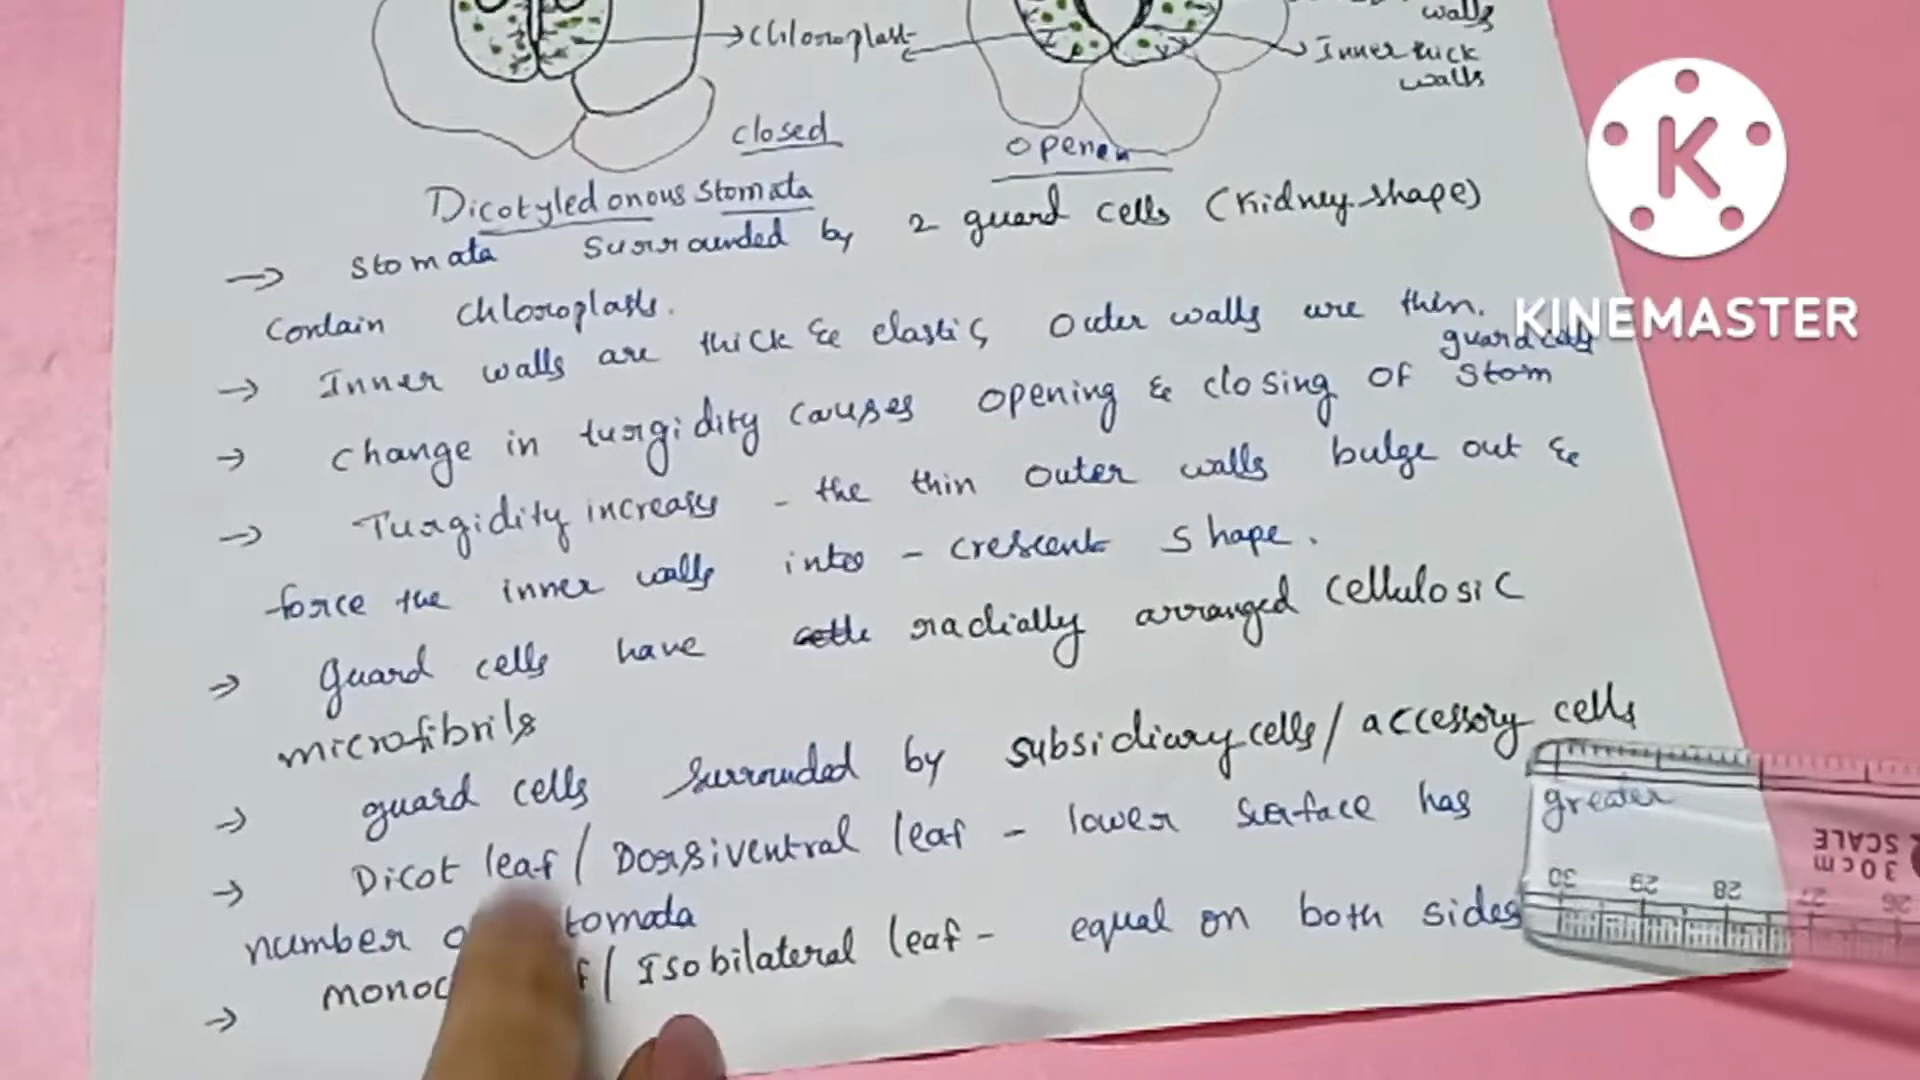 walls
Chloroplast
Inner thick
walls
closed
open
Dicotyledonous Stomata
→ Stomata surrounded by 2 guard cells (Kidney shape)
contain chloroplasts.
→ Inner walls are thick & elastic, Outer walls are thin.
guard cells
→ change in turgidity causes opening & closing of stom
→ Turgidity increases - the thin outer walls bulge out &
force the inner walls into - crescent shape.
→ Guard cells have radially arranged cellulosic
microfibrils
→ guard cells surrounded by subsidiary cells / accessory cells
→ Dicot leaf / Dorsiventral leaf - lower surface has greater
number tomata
→ monoc / Isobilateral leaf - equal on both sides
K
KINEMASTER
SCALE
30cm
30 29 28 27 26